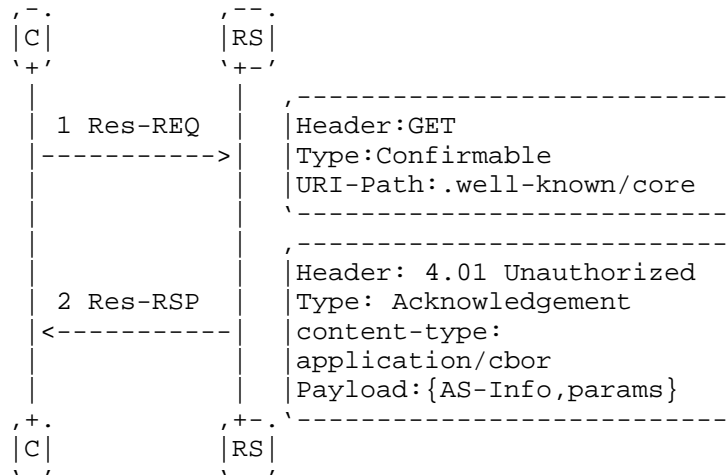 C RS
1 Res-REQ Header:GET
Type:Confirmable
URI-Path:.well-known/core
Header: 4.01 Unauthorized
2 Res-RSP Type: Acknowledgement
content-type:
application/cbor
Payload:{AS-Info,params}
C RS